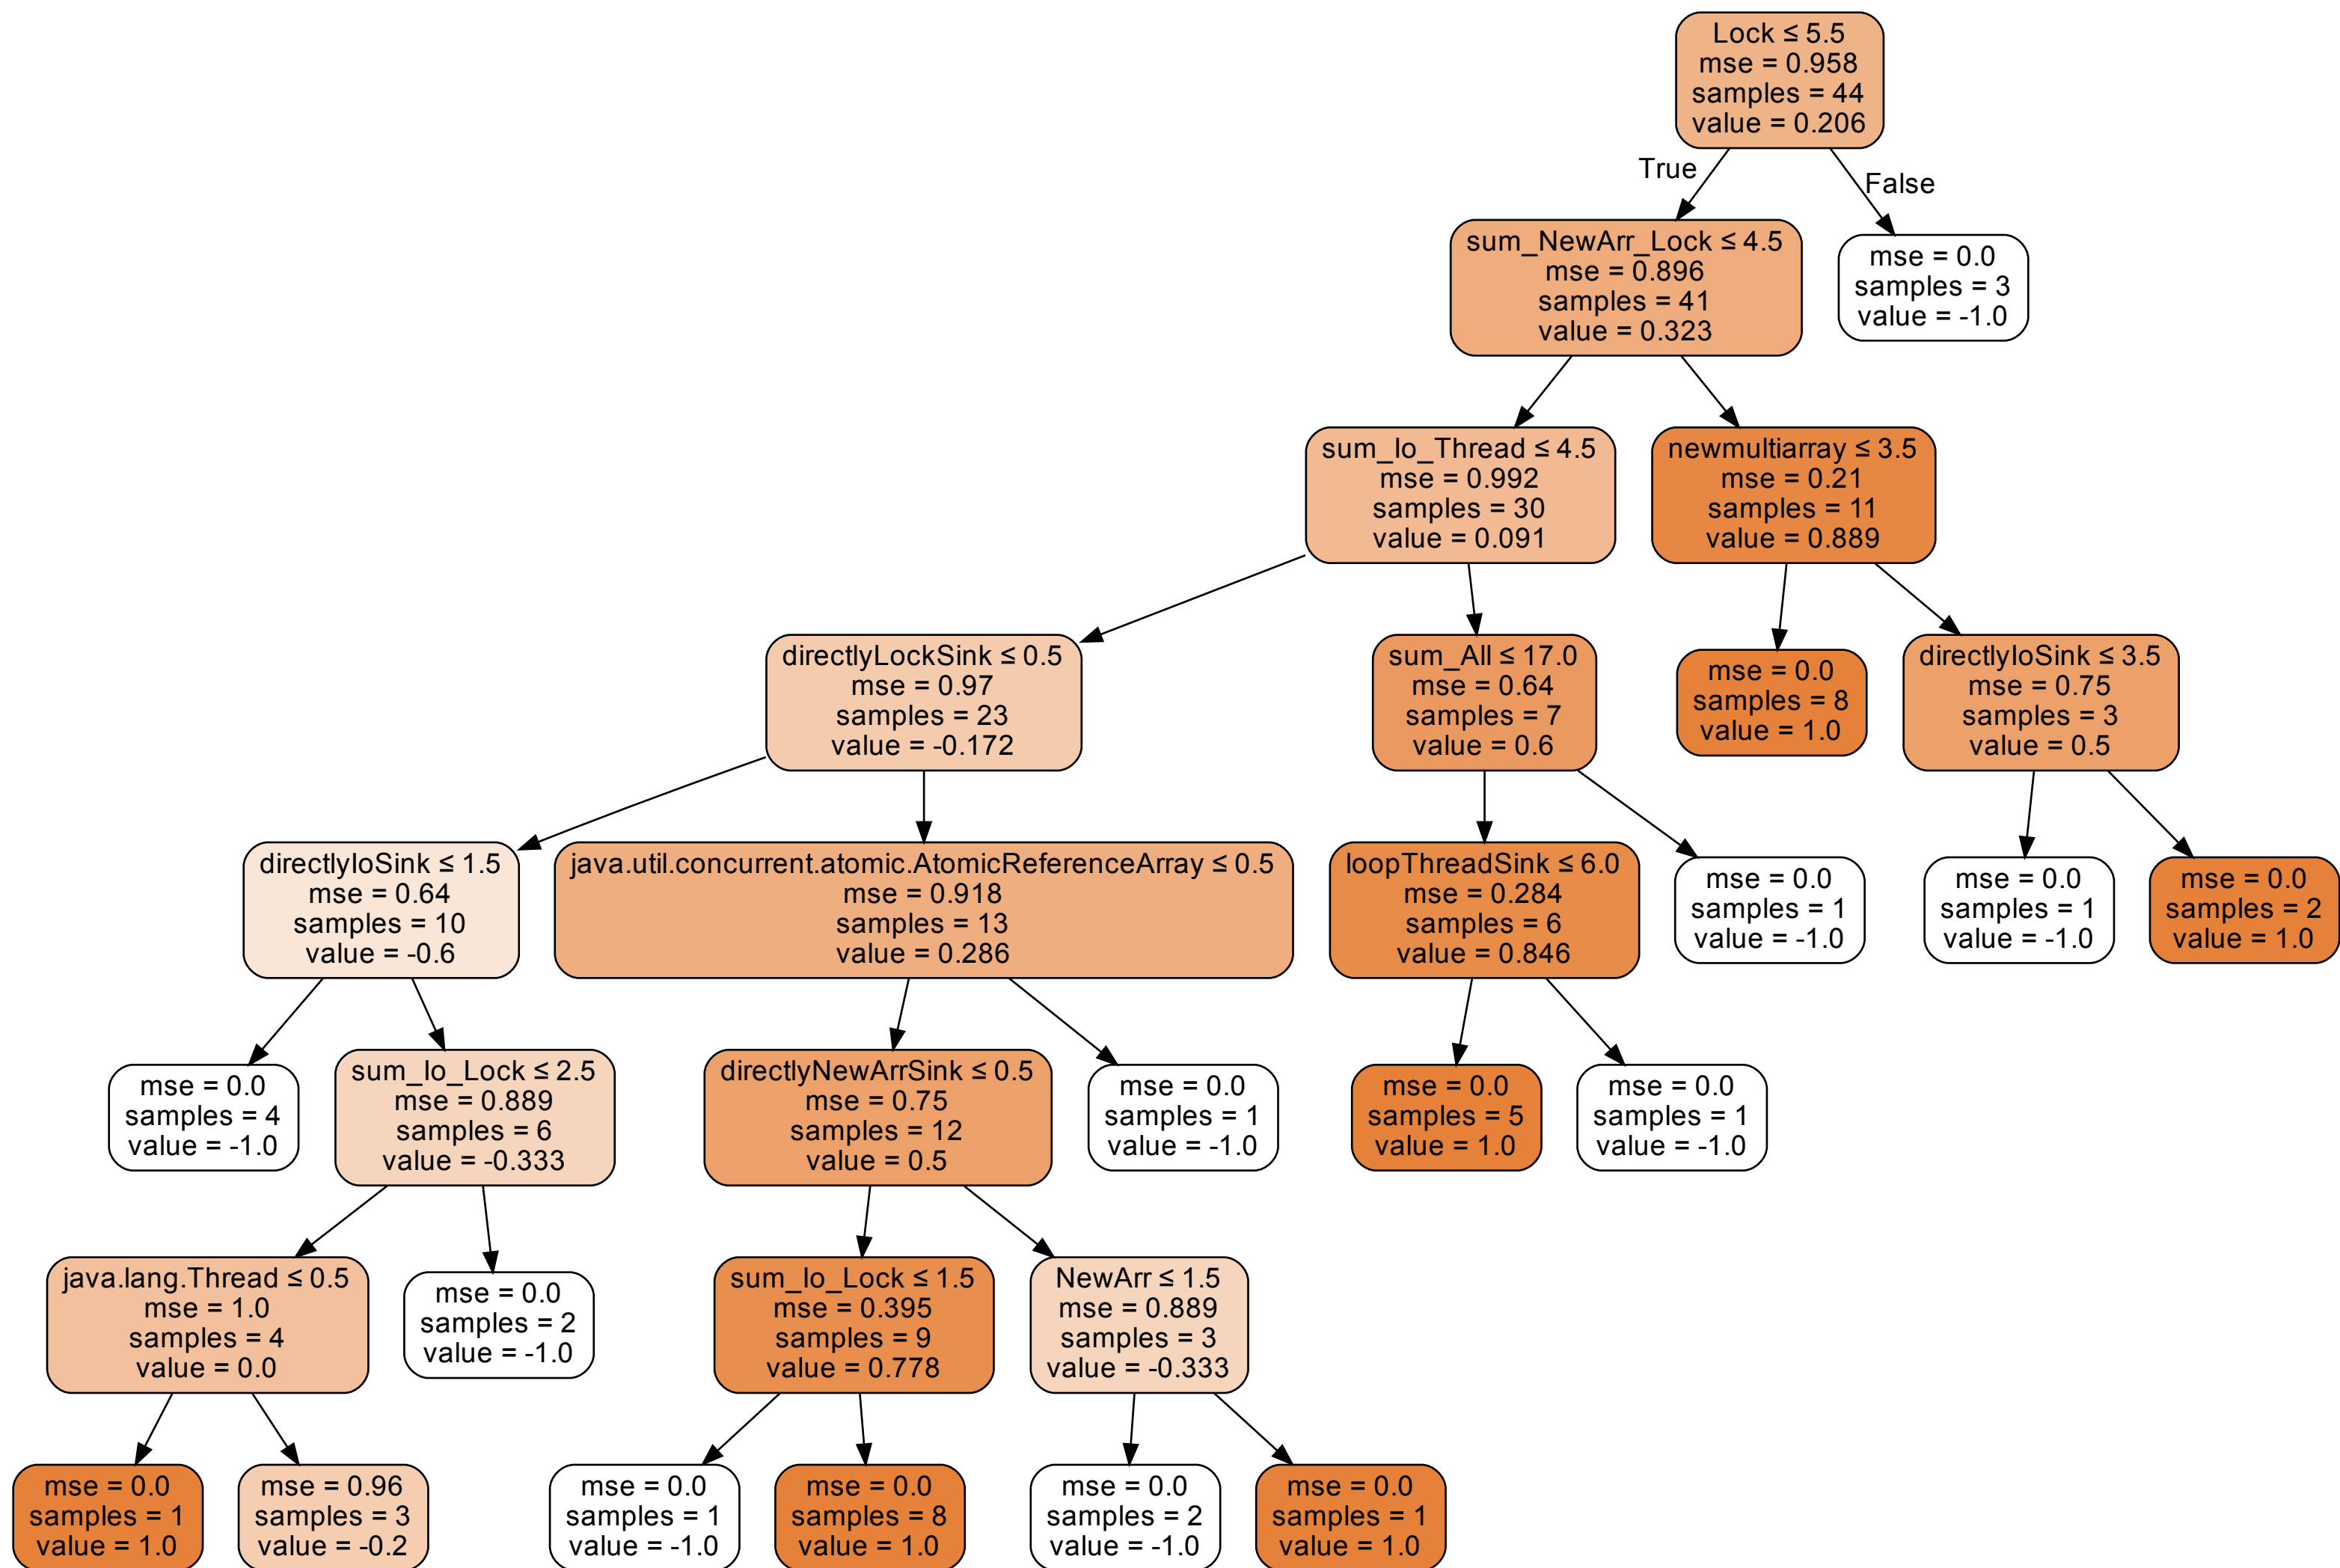 Lock ≤ 5.5
mse = 0.958
samples = 44
value = 0.206
True
False
sum_NewArr_Lock ≤ 4.5
mse = 0.896
samples = 41
value = 0.323
mse = 0.0
samples = 3
value = -1.0
sum_Io_Thread ≤ 4.5
mse = 0.992
samples = 30
value = 0.091
newmultiarray ≤ 3.5
mse = 0.21
samples = 11
value = 0.889
directlyLockSink ≤ 0.5
mse = 0.97
samples = 23
value = -0.172
sum_All ≤ 17.0
mse = 0.64
samples = 7
value = 0.6
mse = 0.0
samples = 8
value = 1.0
directlyIoSink ≤ 3.5
mse = 0.75
samples = 3
value = 0.5
directlyIoSink ≤ 1.5
mse = 0.64
samples = 10
value = -0.6
java.util.concurrent.atomic.AtomicReferenceArray ≤ 0.5
mse = 0.918
samples = 13
value = 0.286
loopThreadSink ≤ 6.0
mse = 0.284
samples = 6
value = 0.846
mse = 0.0
samples = 1
value = -1.0
mse = 0.0
samples = 1
value = -1.0
mse = 0.0
samples = 2
value = 1.0
mse = 0.0
samples = 4
value = -1.0
sum_Io_Lock ≤ 2.5
mse = 0.889
samples = 6
value = -0.333
directlyNewArrSink ≤ 0.5
mse = 0.75
samples = 12
value = 0.5
mse = 0.0
samples = 1
value = -1.0
mse = 0.0
samples = 5
value = 1.0
mse = 0.0
samples = 1
value = -1.0
java.lang.Thread ≤ 0.5
mse = 1.0
samples = 4
value = 0.0
mse = 0.0
samples = 2
value = -1.0
sum_Io_Lock ≤ 1.5
mse = 0.395
samples = 9
value = 0.778
NewArr ≤ 1.5
mse = 0.889
samples = 3
value = -0.333
mse = 0.0
samples = 1
value = 1.0
mse = 0.96
samples = 3
value = -0.2
mse = 0.0
samples = 1
value = -1.0
mse = 0.0
samples = 8
value = 1.0
mse = 0.0
samples = 2
value = -1.0
mse = 0.0
samples = 1
value = 1.0